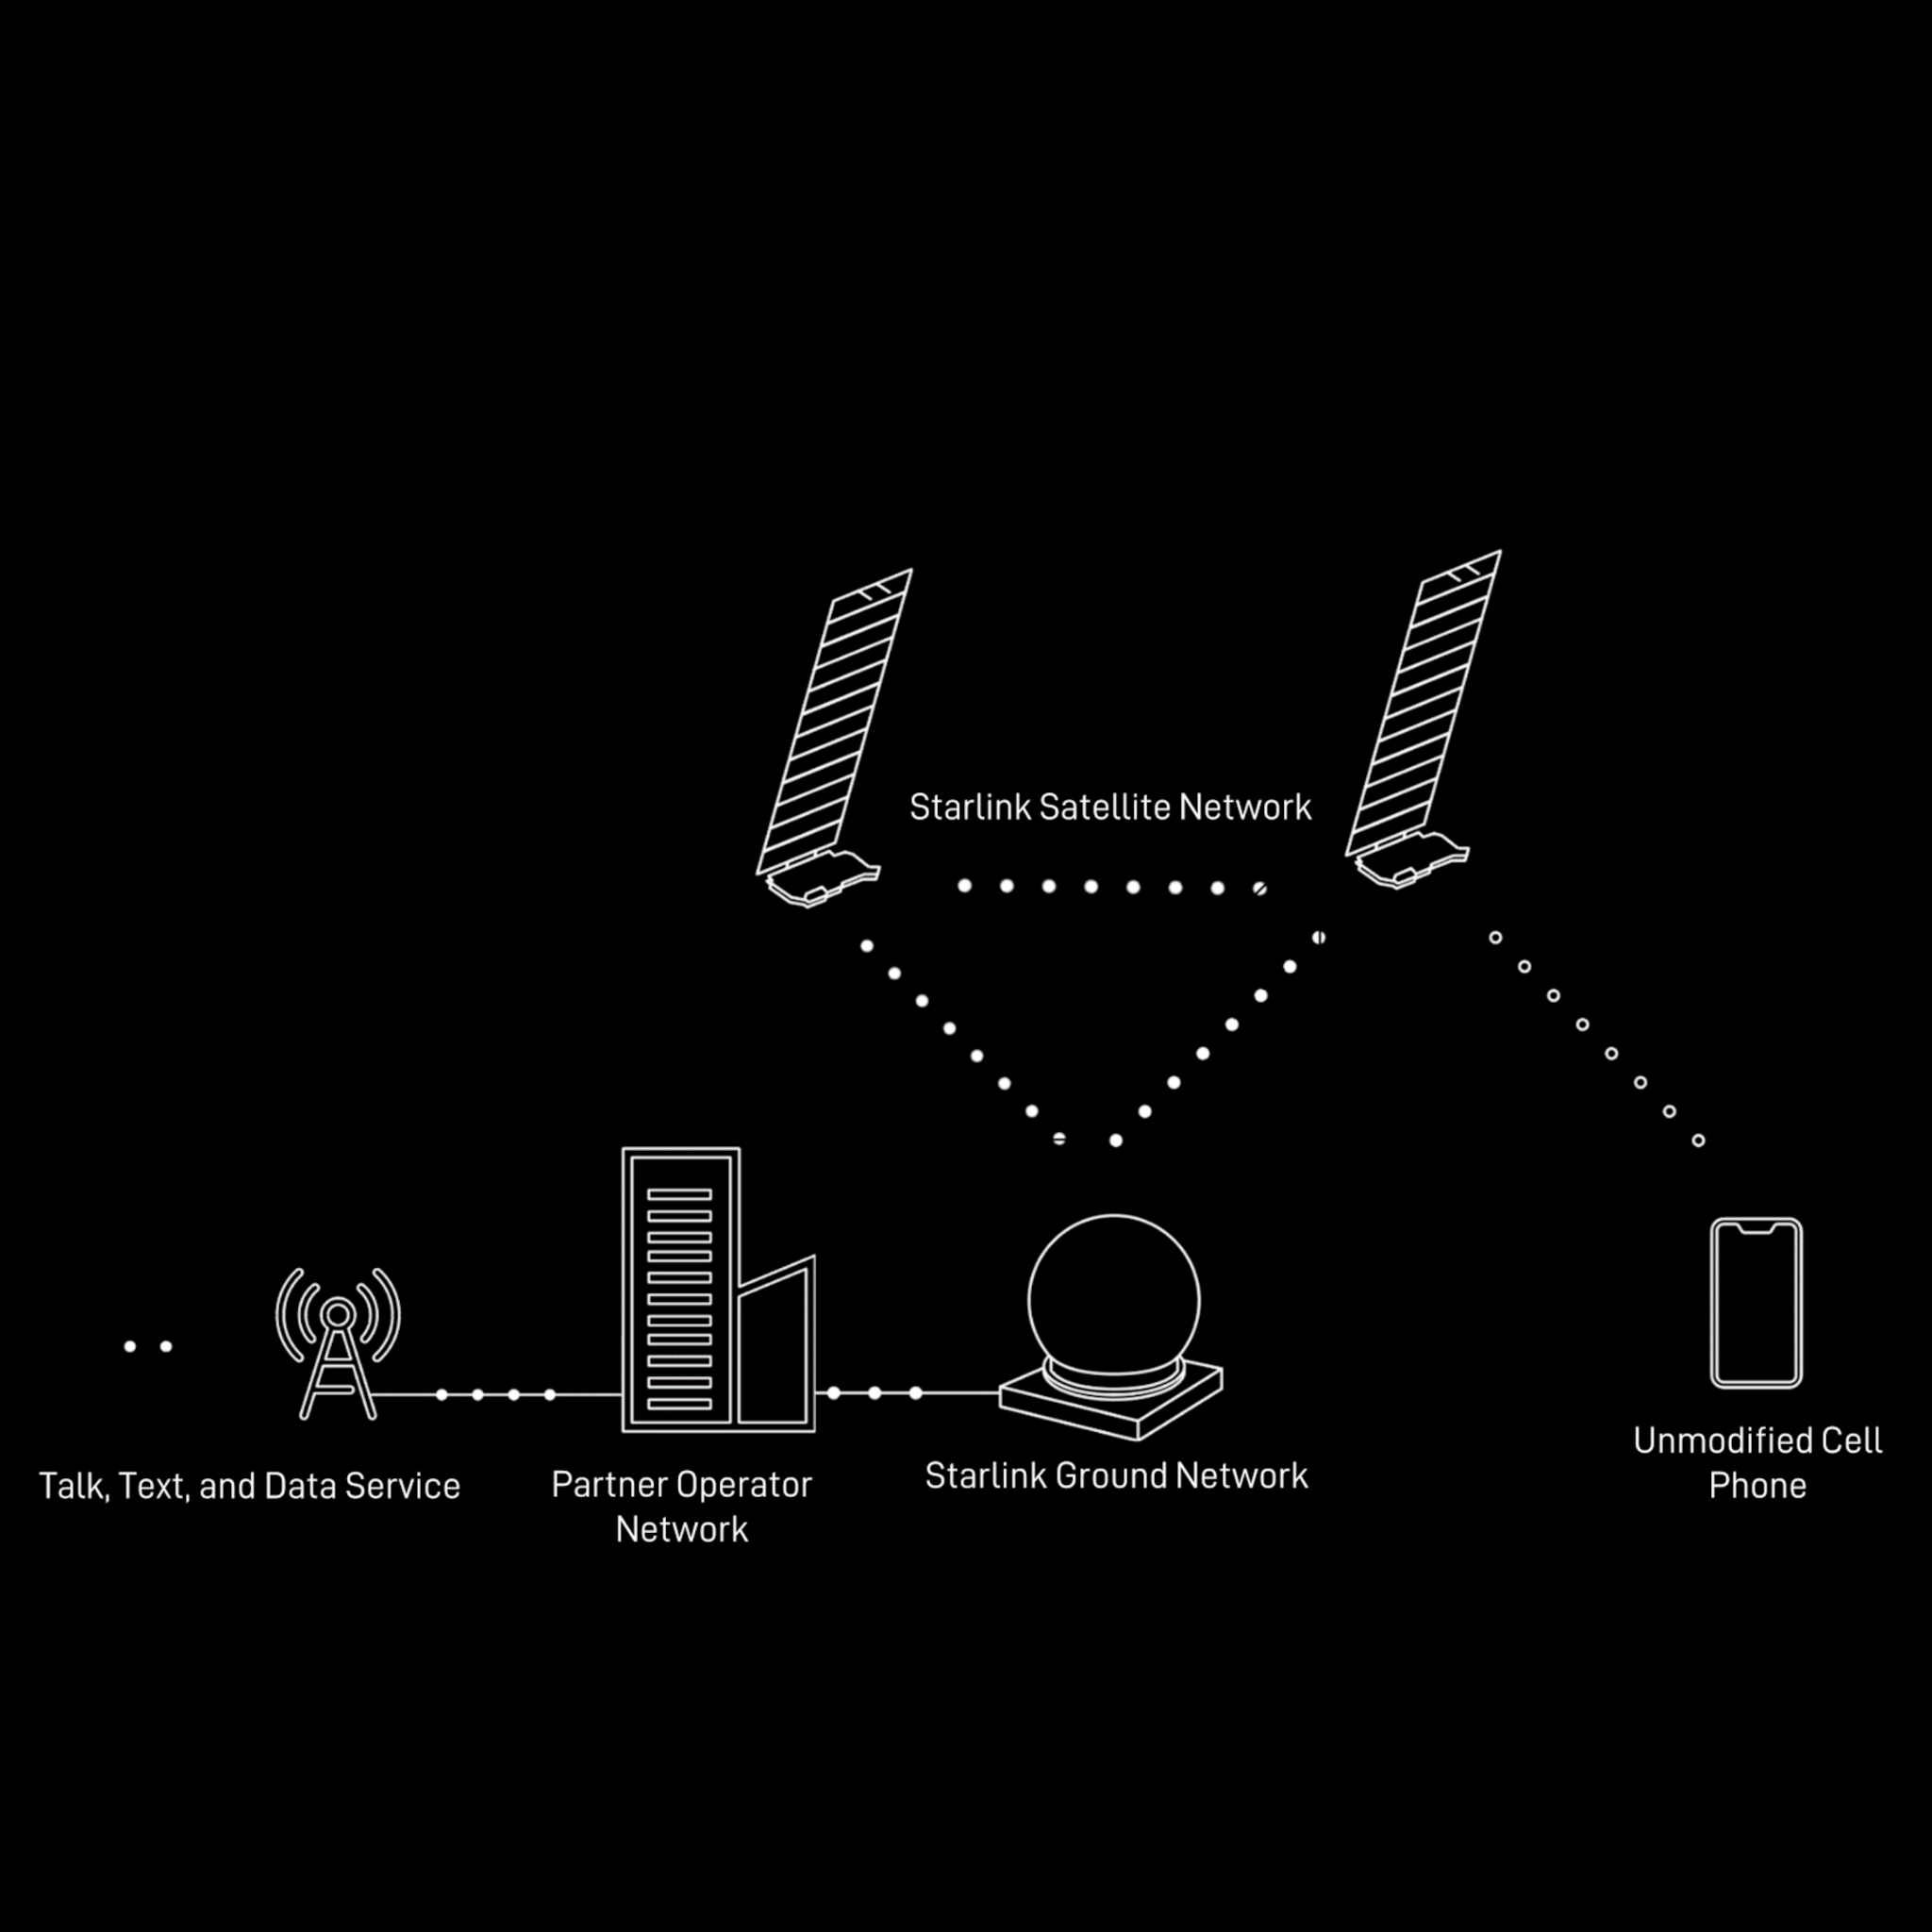 Starlink Satellite Network
Talk, Text, and Data Service
Partner Operator
Network
Starlink Ground Network
Unmodified Cell
Phone